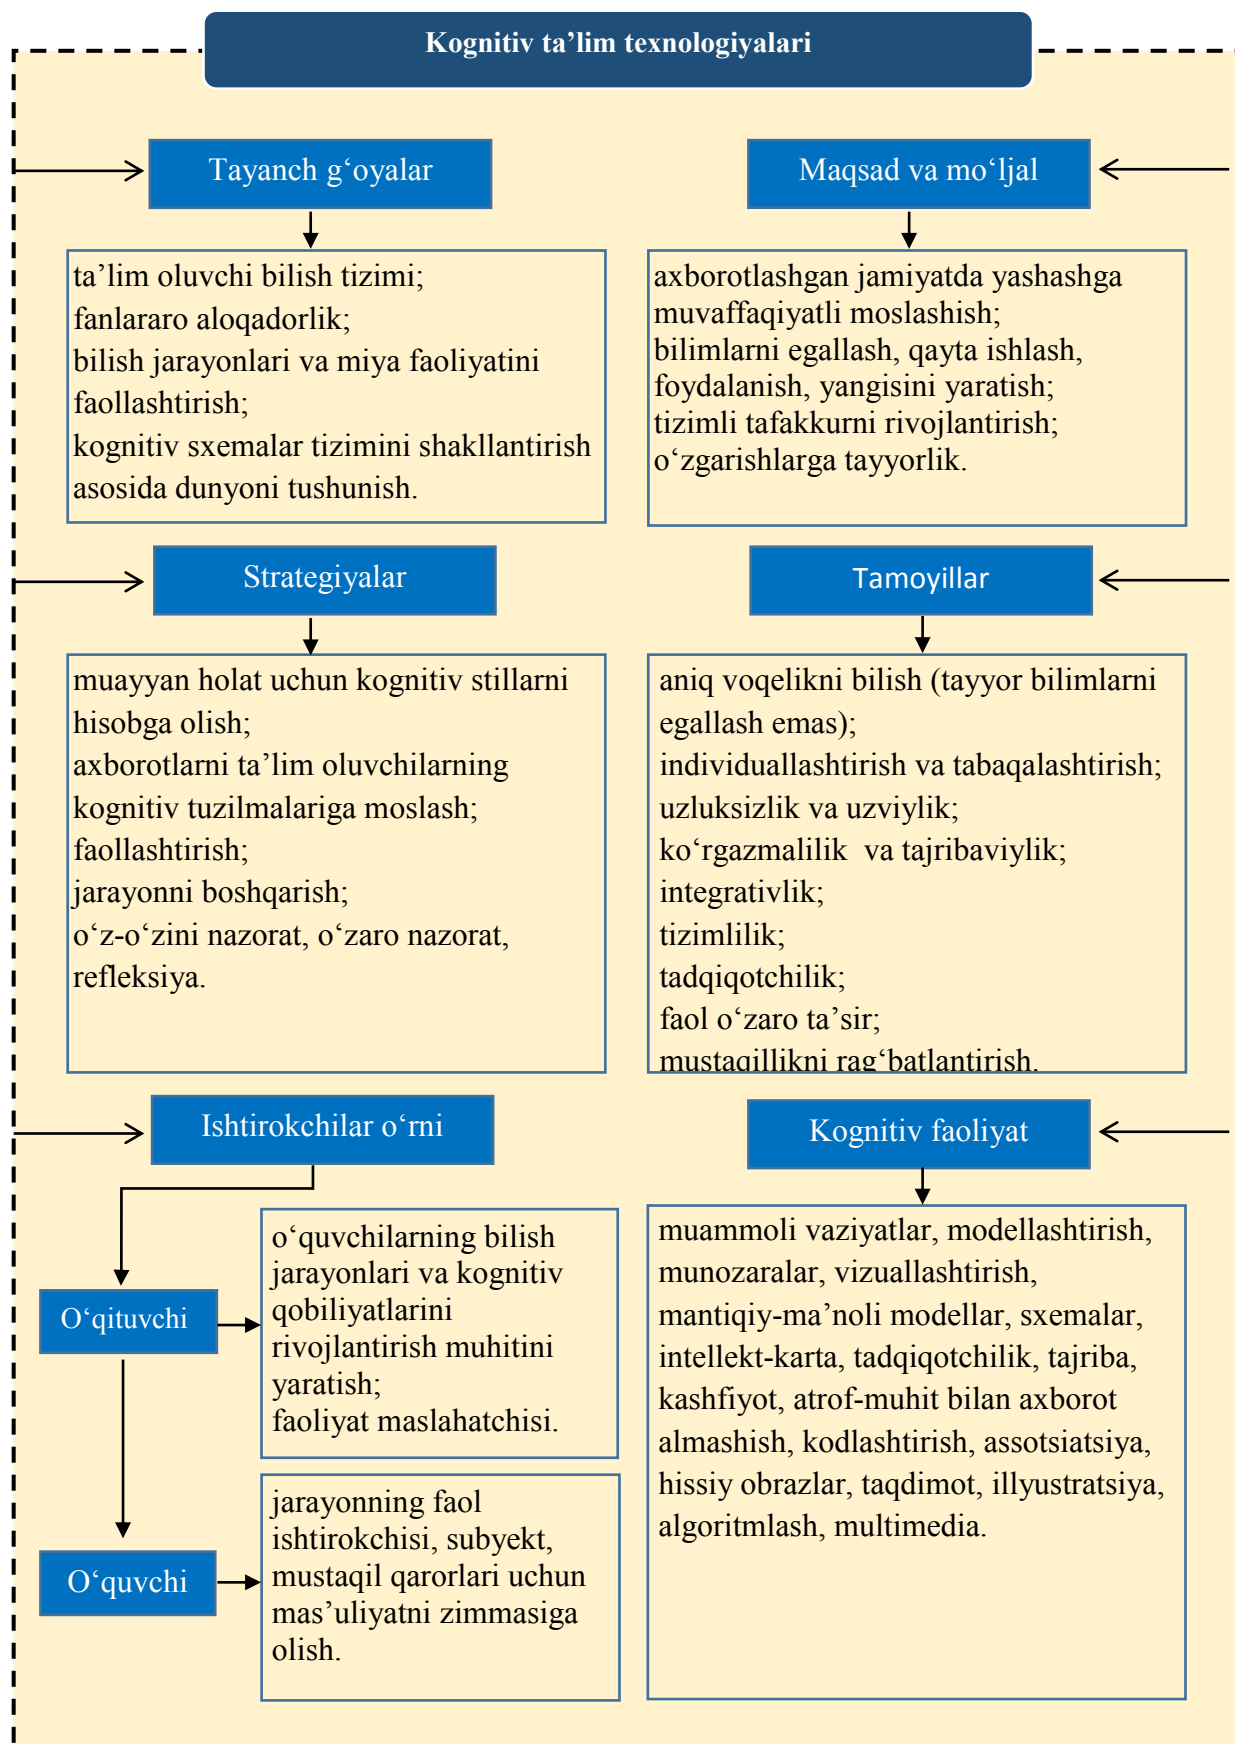 Kognitiv ta’lim texnologiyalari
Tayanch g‘oyalar
ta’lim oluvchi bilish tizimi;
fanlararo aloqadorlik;
bilish jarayonlari va miya faoliyatini
faollashtirish;
kognitiv sxemalar tizimini shakllantirish
asosida dunyoni tushunish.
Maqsad va mo‘ljal
axborotlashgan jamiyatda yashashga
muvaffaqiyatli moslashish;
bilimlarni egallash, qayta ishlash,
foydalanish, yangisini yaratish;
tizimli tafakkurni rivojlantirish;
o‘zgarishlarga tayyorlik.
Strategiyalar
muayyan holat uchun kognitiv stillarni
hisobga olish;
axborotlarni ta’lim oluvchilarning
kognitiv tuzilmalariga moslash;
faollashtirish;
jarayonni boshqarish;
o‘z-o‘zini nazorat, o‘zaro nazorat,
refleksiya.
Tamoyillar
aniq voqelikni bilish (tayyor bilimlarni
egallash emas);
individuallashtirish va tabaqalashtirish;
uzluksizlik va uzviylik;
ko‘rgazmalilik va tajribaviylik;
integrativlik;
tizimlilik;
tadqiqotchilik;
faol o‘zaro ta’sir;
mustaqillikni rag‘batlantirish.
Ishtirokchilar o‘rni
O‘qituvchi
o‘quvchilarning bilish
jarayonlari va kognitiv
qobiliyatlarini
rivojlantirish muhitini
yaratish;
faoliyat maslahatchisi.
O‘quvchi
jarayonning faol
ishtirokchisi, subyekt,
mustaqil qarorlari uchun
mas’uliyatni zimmasiga
olish.
Kognitiv faoliyat
muammoli vaziyatlar, modellashtirish,
munozaralar, vizuallashtirish,
mantiqiy-ma’noli modellar, sxemalar,
intellekt-karta, tadqiqotchilik, tajriba,
kashfiyot, atrof-muhit bilan axborot
almashish, kodlashtirish, assotsiatsiya,
hissiy obrazlar, taqdimot, illyustratsiya,
algoritmlash, multimedia.